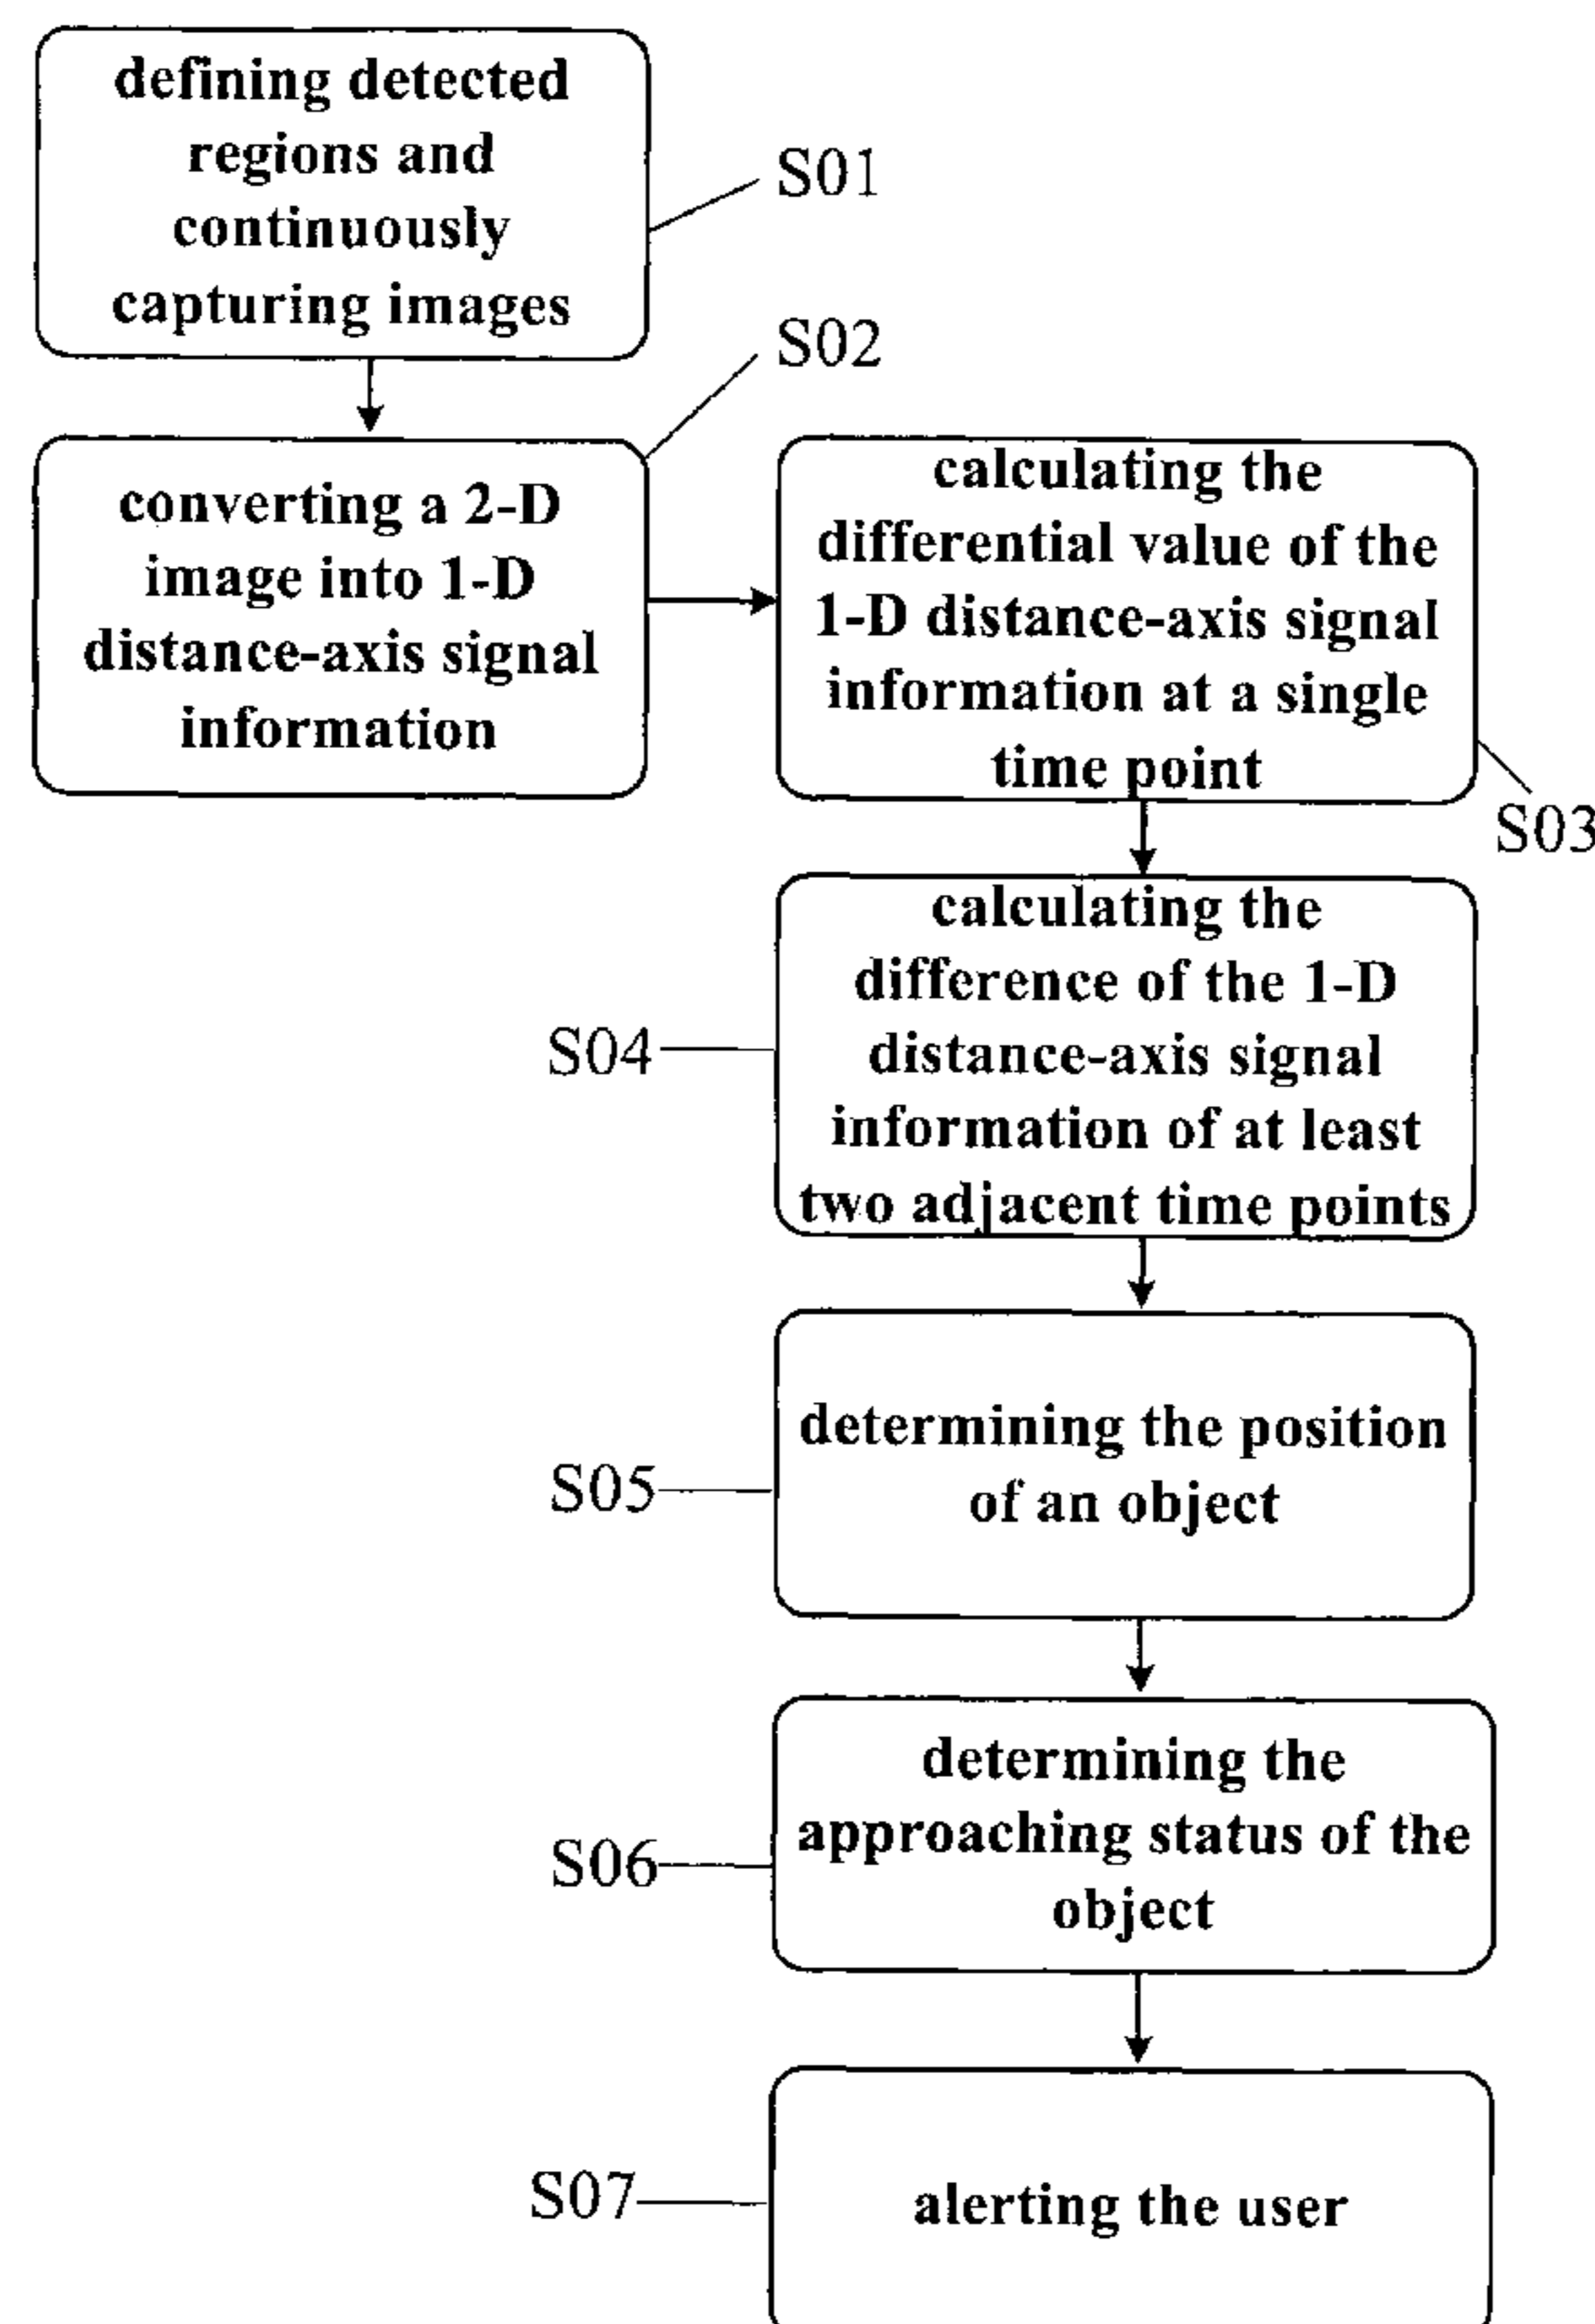 defining detected
regions and
continuously
capturing images
S01
S02
converting a 2-D
image into 1-D
distance-axis signal
information
calculating the
differential value of the
1-D distance-axis signal
information at a single
time point
S03
calculating the
difference of the 1-D
distance-axis signal
information of at least
two adjacent time points
S04
determining the position
of an object
S05
determining the
approaching status of the
object
S06
alerting the user
S07